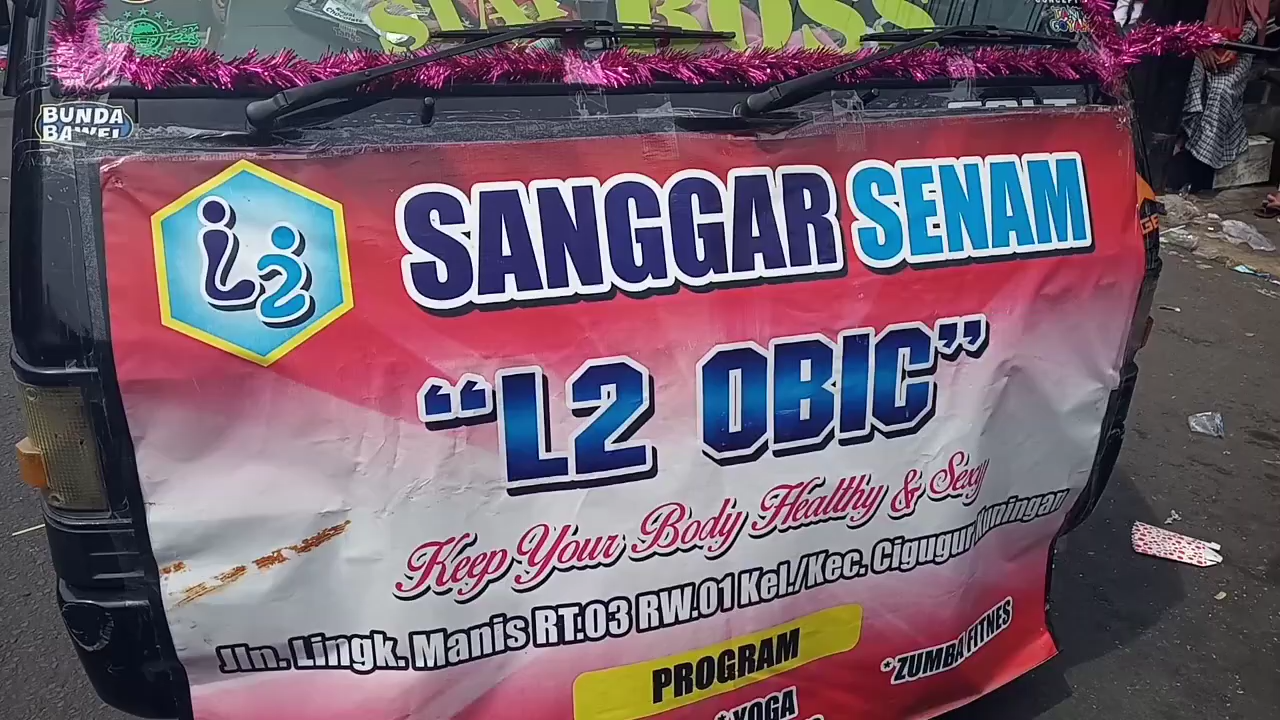 BUNDA
BAWEL
L2
SANGGAR SENAM
“L2 OBIC”
Keep Your Body Healthy & Sexy
Jln. Lingk. Manis RT.03 RW.01 Kel./Kec. Cigugur Kuningan
PROGRAM
*YOGA
*ZUMBA FITNES